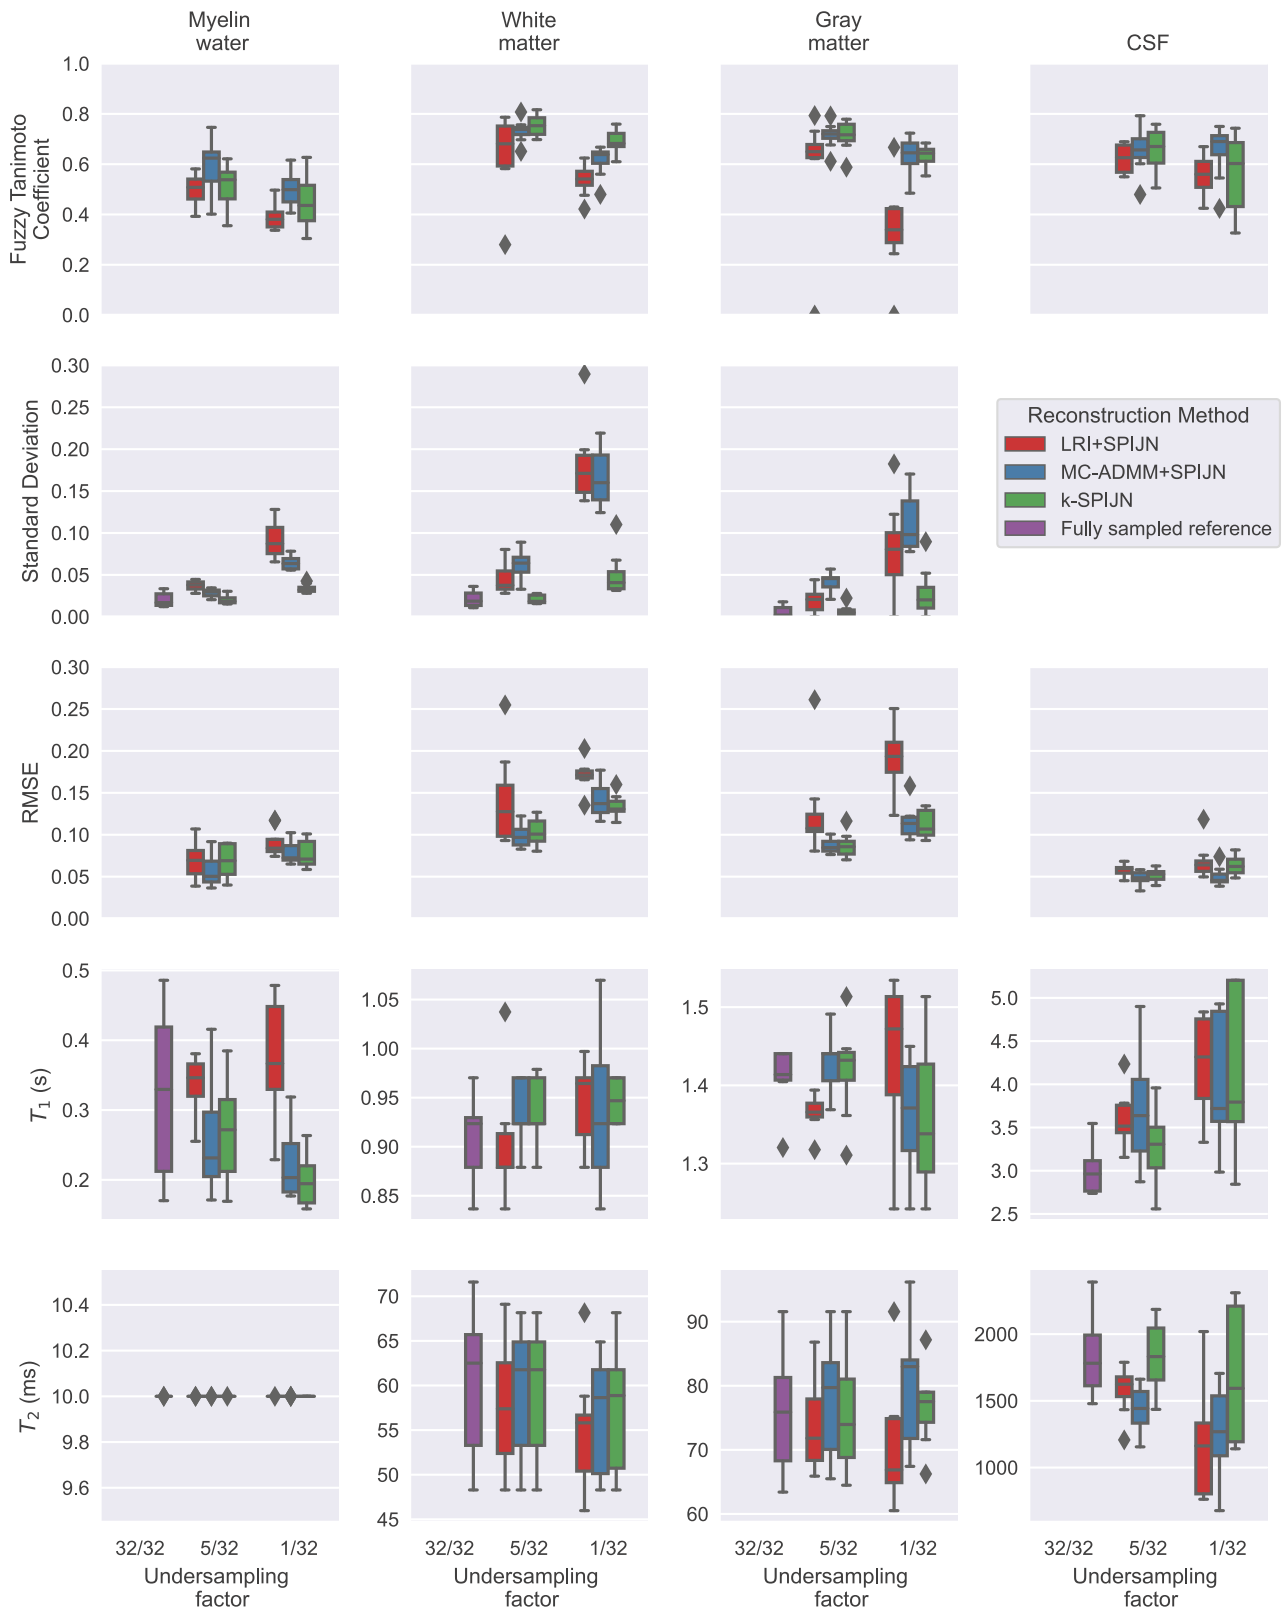 Myelin
water
White
matter
Gray
matter
CSF
Fuzzy Tanimoto
Coefficient
1.0
0.8
0.6
0.4
0.2
0.0
Standard Deviation
0.30
0.25
0.20
0.15
0.10
0.05
0.00
Reconstruction Method
LRI+SPIJN
MC-ADMM+SPIJN
k-SPIJN
Fully sampled reference
RMSE
0.30
0.25
0.20
0.15
0.10
0.05
0.00
T1 (s)
0.5
0.4
0.3
0.2
1.05
1.00
0.95
0.90
0.85
1.5
1.4
1.3
5.0
4.5
4.0
3.5
3.0
2.5
T2 (ms)
10.4
10.2
10.0
9.8
9.6
70
65
60
55
50
45
90
80
70
60
2000
1500
1000
32/32 5/32 1/32
Undersampling
factor
32/32 5/32 1/32
Undersampling
factor
32/32 5/32 1/32
Undersampling
factor
32/32 5/32 1/32
Undersampling
factor